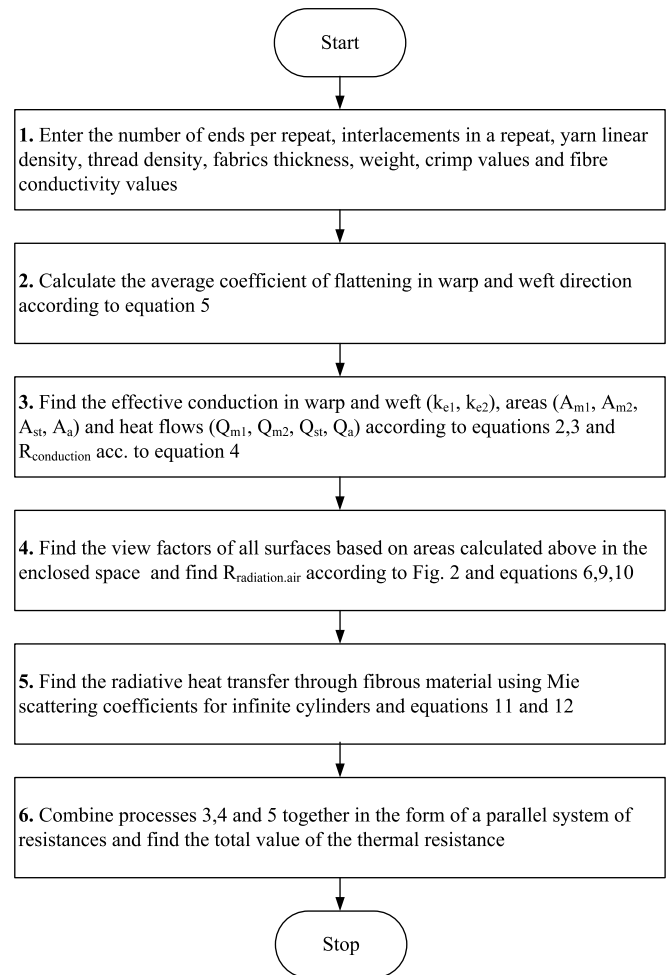 Start
1. Enter the number of ends per repeat, interlacements in a repeat, yarn linear
density, thread density, fabrics thickness, weight, crimp values and fibre
conductivity values
2. Calculate the average coefficient of flattening in warp and weft direction
according to equation 5
3. Find the effective conduction in warp and weft (ke1, ke2), areas (Am1, Am2,
Ast, Aa) and heat flows (Qm1, Qm2, Qst, Qa) according to equations 2,3 and
Rconduction acc. to equation 4
4. Find the view factors of all surfaces based on areas calculated above in the
enclosed space and find Rradiation.air according to Fig. 2 and equations 6,9,10
5. Find the radiative heat transfer through fibrous material using Mie
scattering coefficients for infinite cylinders and equations 11 and 12
6. Combine processes 3,4 and 5 together in the form of a parallel system of
resistances and find the total value of the thermal resistance
Stop